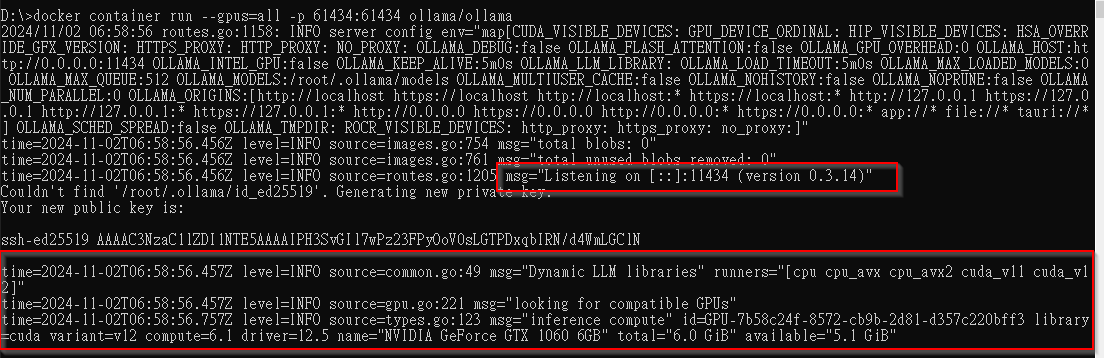 D:\>docker container run --gpus=all -p 61434:61434 ollama/ollama
2024/11/02 06:58:56 routes.go:1158: INFO server config env="map[CUDA_VISIBLE_DEVICES: GPU_DEVICE_ORDINAL: HIP_VISIBLE_DEVICES: HSA_OVERR
IDE_GFX_VERSION: HTTPS_PROXY: HTTP_PROXY: NO_PROXY: OLLAMA_DEBUG:false OLLAMA_FLASH_ATTENTION:false OLLAMA_GPU_OVERHEAD:0 OLLAMA_HOST:ht
tp://0.0.0.0:11434 OLLAMA_INTEL_GPU:false OLLAMA_KEEP_ALIVE:5m0s OLLAMA_LLM_LIBRARY: OLLAMA_LOAD_TIMEOUT:5m0s OLLAMA_MAX_LOADED_MODELS:0
 OLLAMA_MAX_QUEUE:512 OLLAMA_MODELS:/root/.ollama/models OLLAMA_MULTIUSER_CACHE:false OLLAMA_NOHISTORY:false OLLAMA_NOPRUNE:false OLLAMA
_NUM_PARALLEL:0 OLLAMA_ORIGINS:[http://localhost https://localhost http://localhost:* https://localhost:* http://127.0.0.1 https://127.0
.0.1 http://127.0.0.1:* https://127.0.0.1:* http://0.0.0.0 https://0.0.0.0 http://0.0.0.0:* https://0.0.0.0:* app://* file://* tauri://*
] OLLAMA_SCHED_SPREAD:false OLLAMA_TMPDIR: ROCR_VISIBLE_DEVICES: http_proxy: https_proxy: no_proxy:]"
time=2024-11-02T06:58:56.456Z level=INFO source=images.go:754 msg="total blobs: 0"
time=2024-11-02T06:58:56.456Z level=INFO source=images.go:761 msg="total unused blobs removed: 0"
time=2024-11-02T06:58:56.456Z level=INFO source=routes.go:1205 msg="Listening on [::]:11434 (version 0.3.14)"
Couldn't find '/root/.ollama/id_ed25519'. Generating new private key.
Your new public key is:
ssh-ed25519 AAAAC3NzaC1lZDI1NTE5AAAAIPH3SvGIl7wPz23FPyOoV0sLGTPDxqbIRN/d4WmLGClN
time=2024-11-02T06:58:56.457Z level=INFO source=common.go:49 msg="Dynamic LLM libraries" runners="[cpu cpu_avx cpu_avx2 cuda_v11 cuda_v1
2]"
time=2024-11-02T06:58:56.457Z level=INFO source=gpu.go:221 msg="looking for compatible GPUs"
time=2024-11-02T06:58:56.757Z level=INFO source=types.go:123 msg="inference compute" id=GPU-7b58c24f-8572-cb9b-2d81-d357c220bff3 library
=cuda variant=v12 compute=6.1 driver=12.5 name="NVIDIA GeForce GTX 1060 6GB" total="6.0 GiB" available="5.1 GiB"